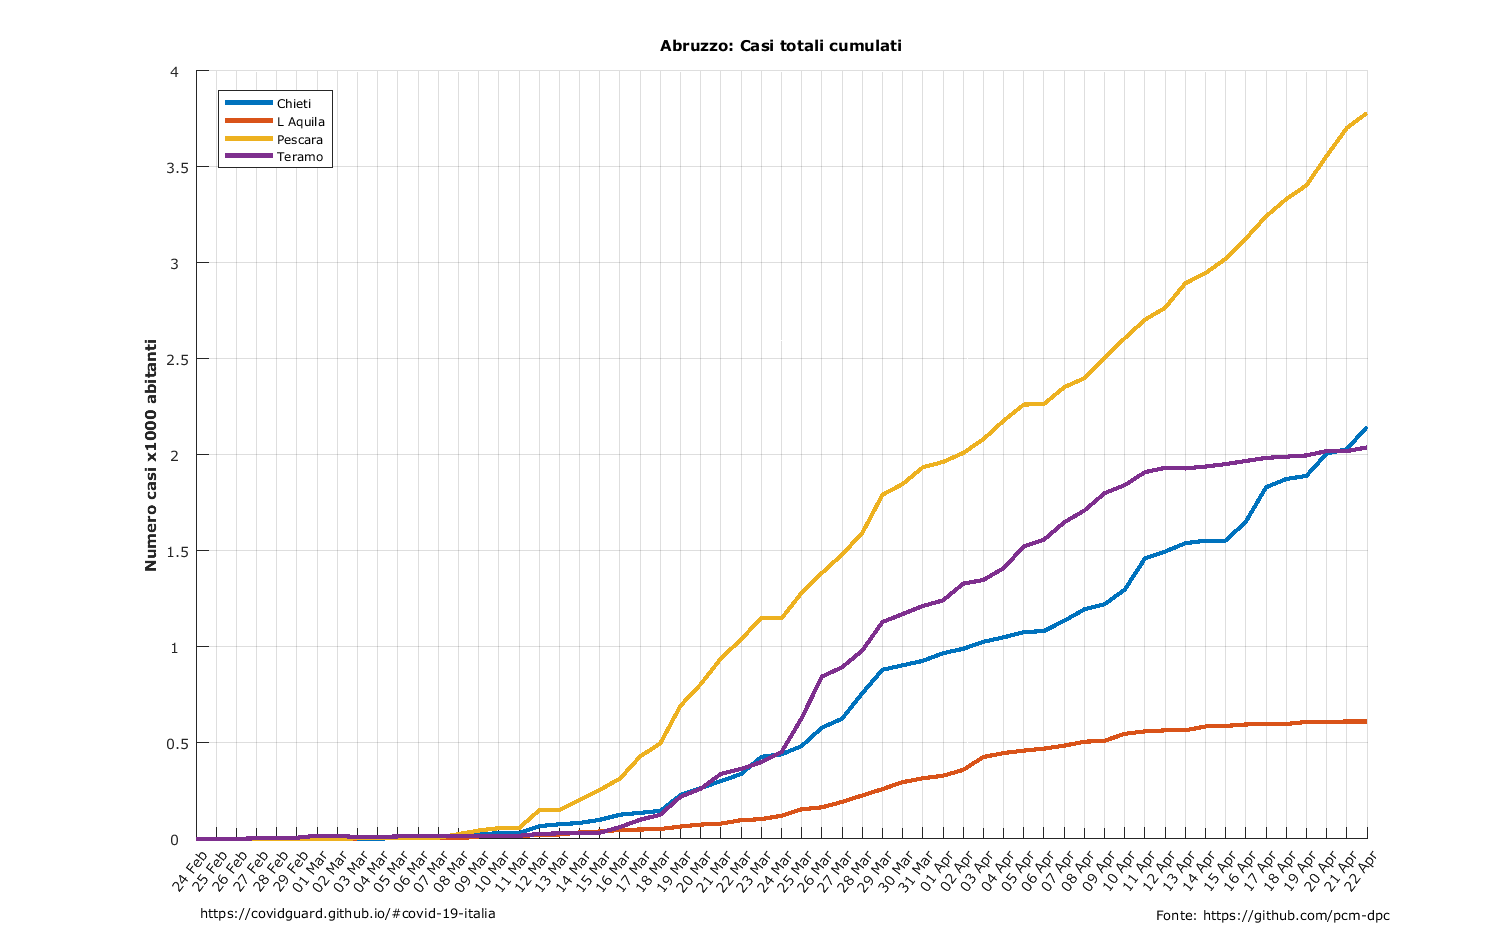 Abruzzo: Casi totali cumulati
4
3.5
3
2.5
2
1.5
1
0.5
0
Numero casi x1000 abitanti
Chieti
L Aquila
Pescara
Teramo
24 Feb
25 Feb
26 Feb
27 Feb
28 Feb
29 Feb
01 Mar
02 Mar
03 Mar
04 Mar
05 Mar
06 Mar
07 Mar
08 Mar
09 Mar
10 Mar
11 Mar
12 Mar
13 Mar
14 Mar
15 Mar
16 Mar
17 Mar
18 Mar
19 Mar
20 Mar
21 Mar
22 Mar
23 Mar
24 Mar
25 Mar
26 Mar
27 Mar
28 Mar
29 Mar
30 Mar
31 Mar
01 Apr
02 Apr
03 Apr
04 Apr
05 Apr
06 Apr
07 Apr
08 Apr
09 Apr
10 Apr
11 Apr
12 Apr
13 Apr
14 Apr
15 Apr
16 Apr
17 Apr
18 Apr
19 Apr
20 Apr
21 Apr
22 Apr
https://covidguard.github.io/#covid-19-italia
Fonte: https://github.com/pcm-dpc